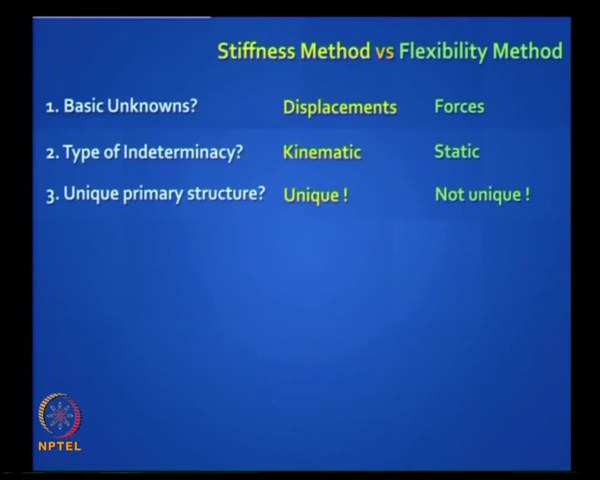 Stiffness Method vs Flexibility Method
1. Basic Unknowns? Displacements Forces
2. Type of Indeterminacy? Kinematic Static
3. Unique primary structure? Unique ! Not unique !
NPTEL